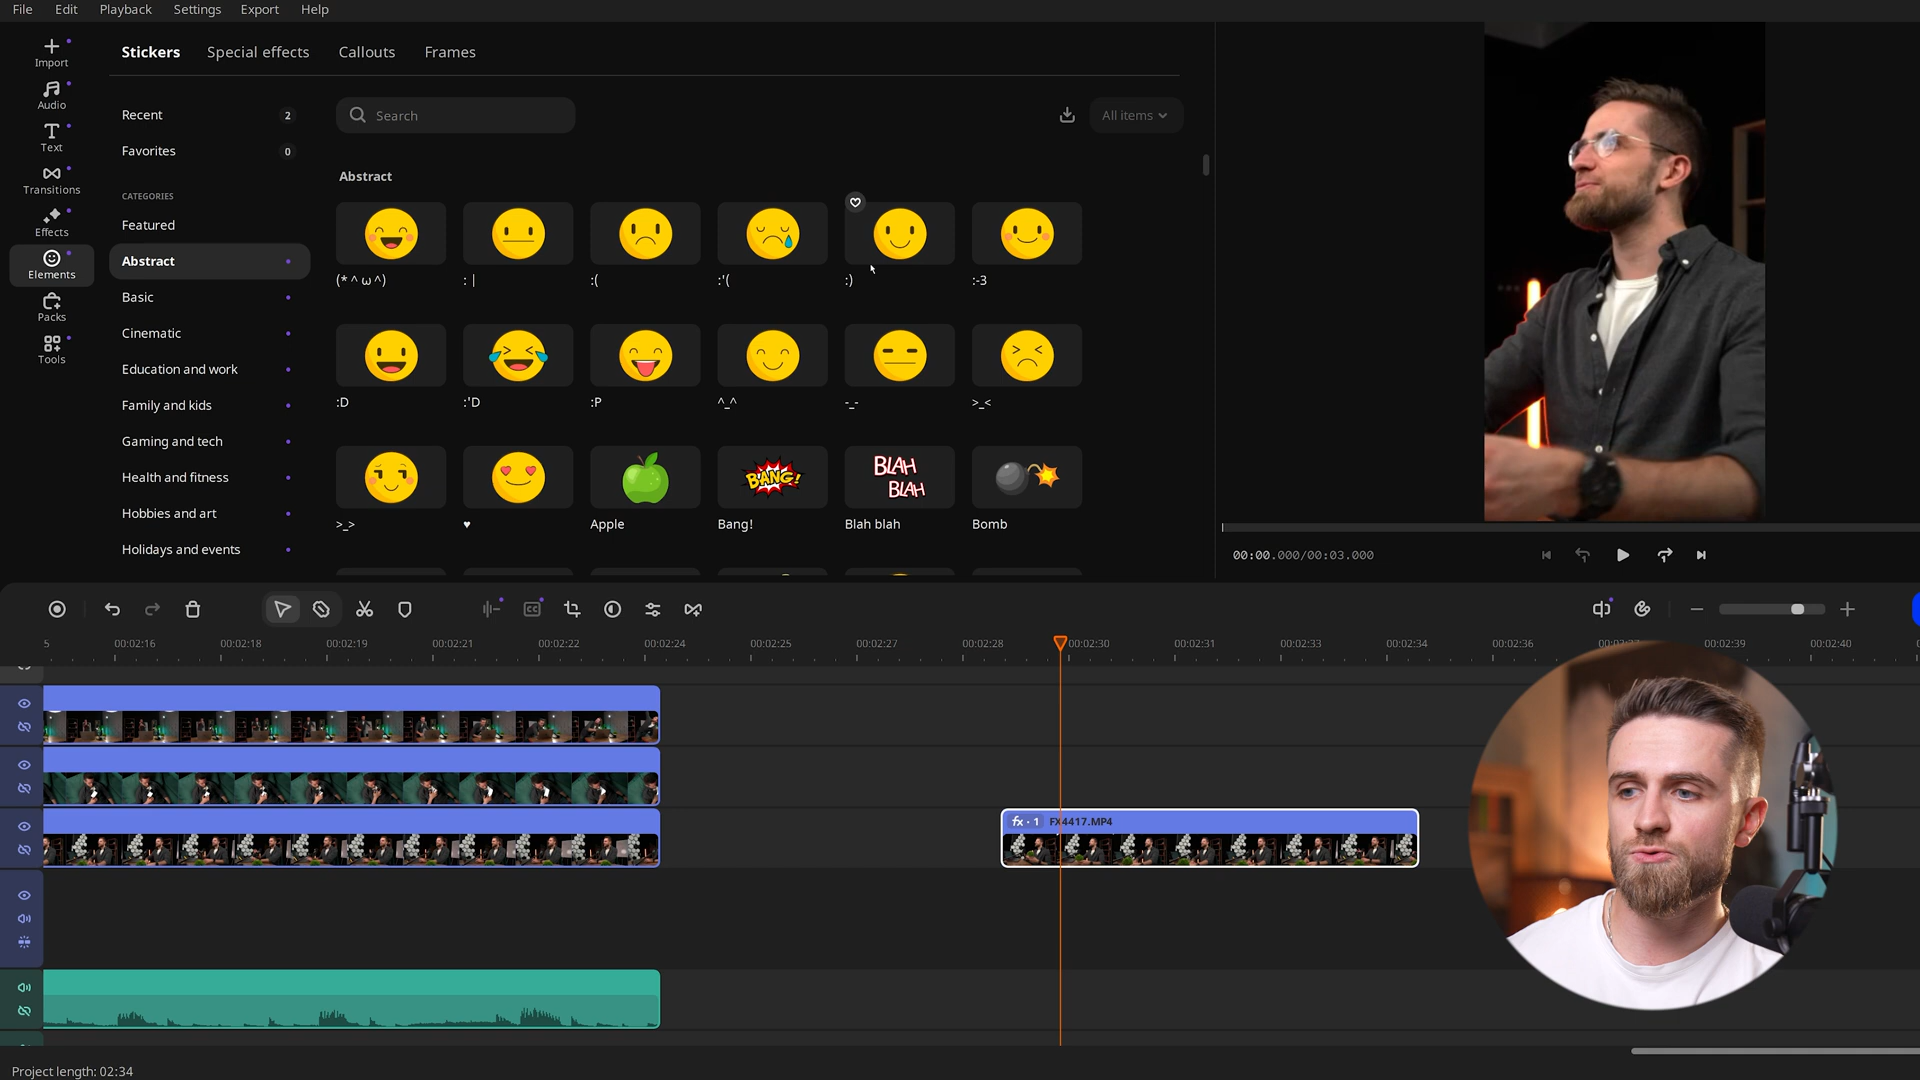 File Edit Playback Settings Export Help
Import
Audio
Text
Transitions
Effects
Elements
Packs
Tools
Stickers Special effects Callouts Frames
Recent 2
Favorites 0
CATEGORIES
Featured
Abstract
Basic
Cinematic
Education and work
Family and kids
Gaming and tech
Health and fitness
Hobbies and art
Holidays and events
Search
All items
Abstract
(* ^ ω ^) : | :( :'( :) :-3
:D :'D :P ^_^ -_- >_<
BANG! BLAH BLAH
>_> ♥ Apple Bang! Blah blah Bomb
00:00.000/00:03.000
CC
5 00:02:16 00:02:18 00:02:19 00:02:21 00:02:22 00:02:24 00:02:25 00:02:27 00:02:28 00:02:30 00:02:31 00:02:33 00:02:34 00:02:36 00:02:39 00:02:40
fx · 1 FX4417.MP4
Project length: 02:34